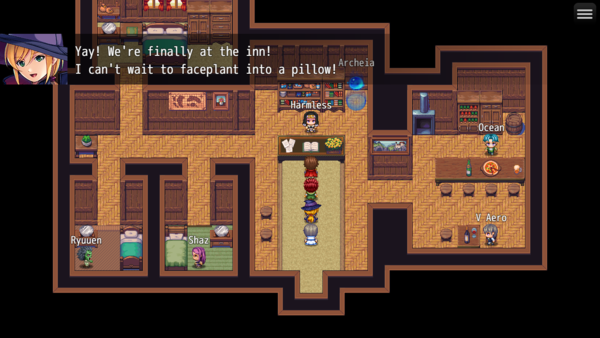 Yay! We're finally at the inn!
I can't wait to faceplant into a pillow!
Archeia
Harmless
Ocean
V.Aero
Ryuuen
Shaz